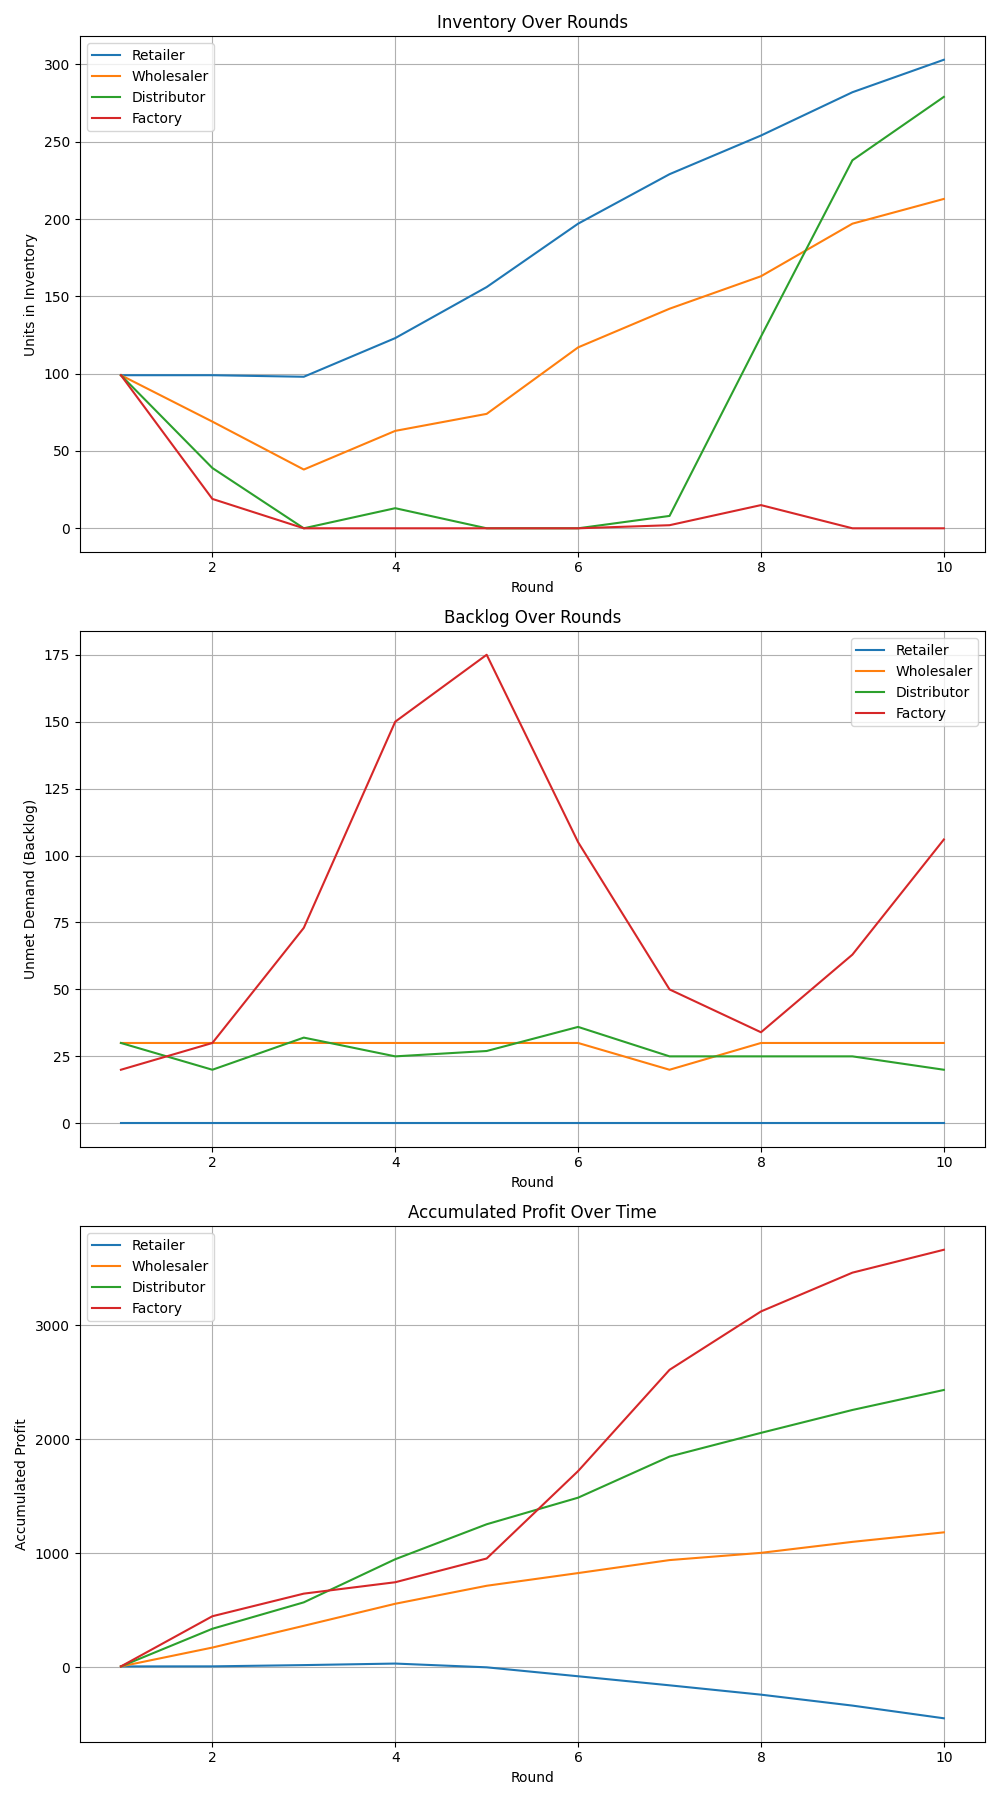 Inventory Over Rounds
Retailer
Wholesaler
Distributor
Factory
Units in Inventory
300
250
200
150
100
50
0
2 4 6 8 10
Round
Backlog Over Rounds
Retailer
Wholesaler
Distributor
Factory
Unmet Demand (Backlog)
175
150
125
100
75
50
25
0
2 4 6 8 10
Round
Accumulated Profit Over Time
Retailer
Wholesaler
Distributor
Factory
Accumulated Profit
3000
2000
1000
0
2 4 6 8 10
Round